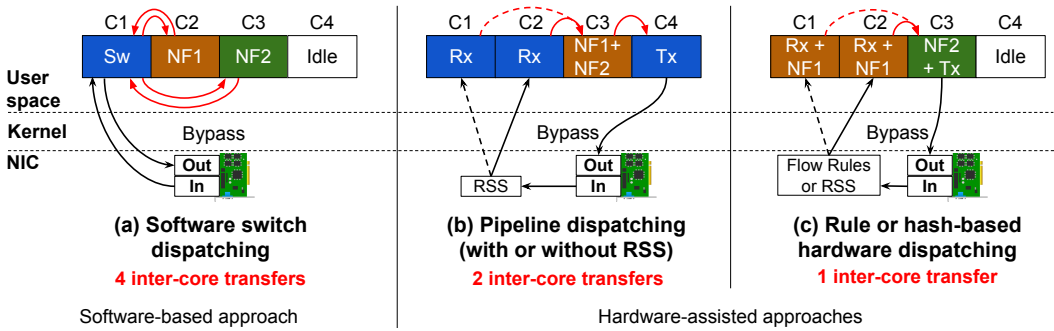 C1 C2 C3 C4
Sw NF1 NF2 Idle
User
space
Kernel
Bypass
NIC
Out
In
(a) Software switch
dispatching
4 inter-core transfers
Software-based approach
C1 C2 C3 C4
Rx Rx NF1+
NF2 Tx
Bypass
Out
In
RSS
(b) Pipeline dispatching
(with or without RSS)
2 inter-core transfers
C1 C2 C3 C4
Rx +
NF1
Rx +
NF1
NF2
+ Tx
Idle
Bypass
Out
In
Flow Rules
or RSS
(c) Rule or hash-based
hardware dispatching
1 inter-core transfer
Hardware-assisted approaches